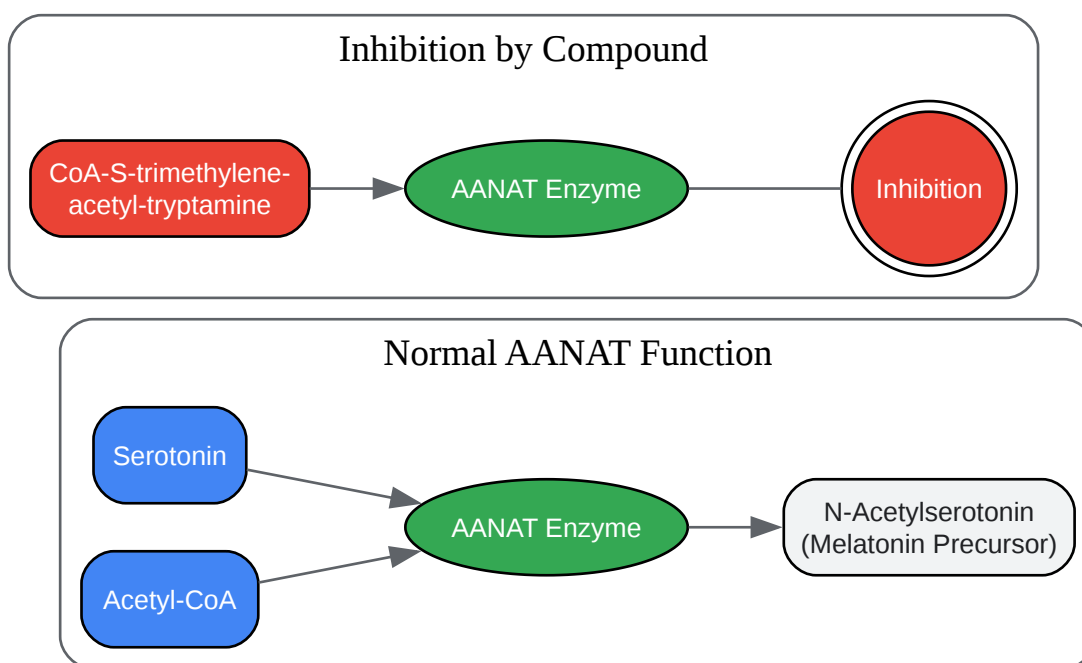 Inhibition by Compound
CoA-S-trimethylene-
acetyl-tryptamine
AANAT Enzyme
Inhibition
Normal AANAT Function
Serotonin
Acetyl-CoA
AANAT Enzyme
N-Acetylserotonin
(Melatonin Precursor)